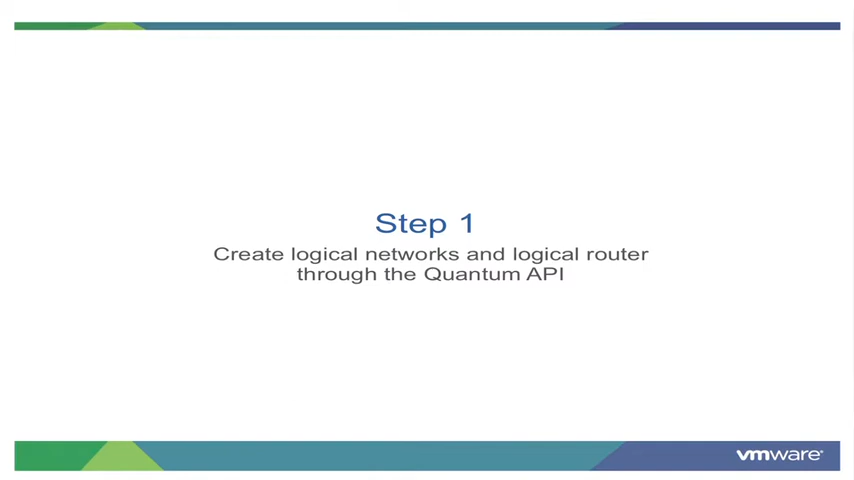 Step 1
Create logical networks and logical router
through the Quantum API
vmware®